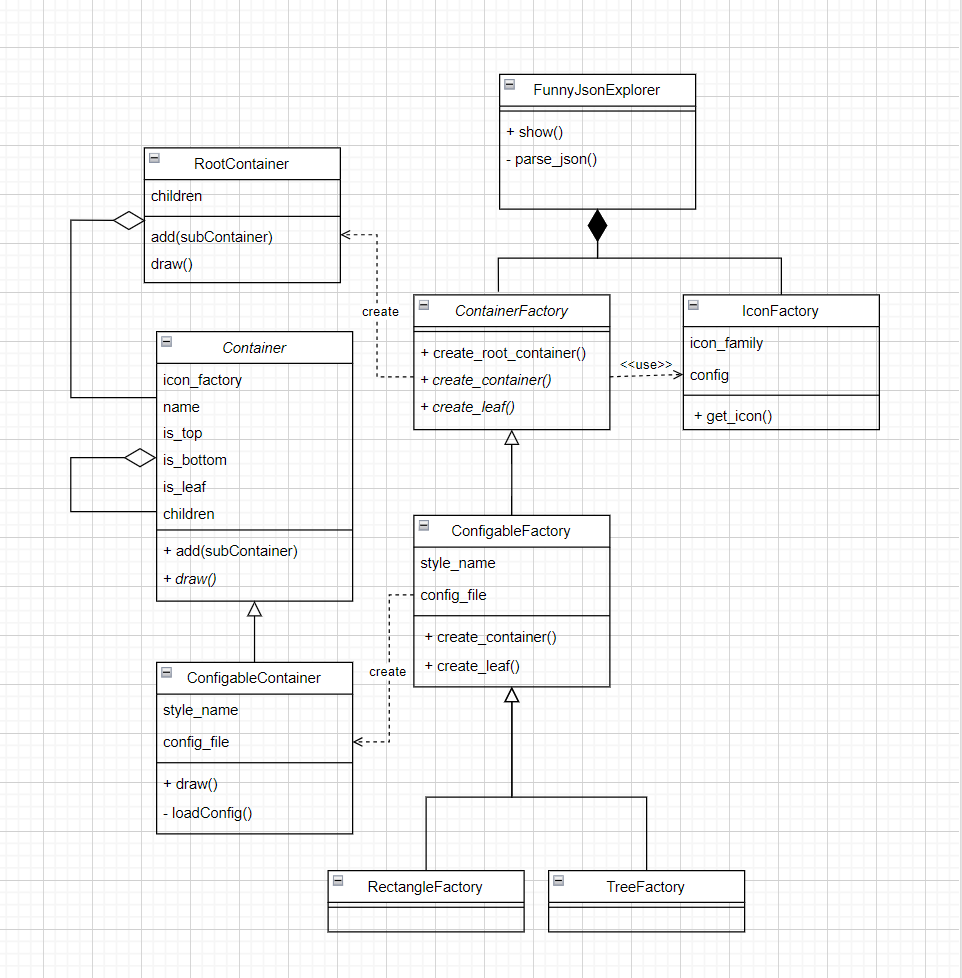 FunnyJsonExplorer
+ show()
- parse_json()
RootContainer
children
add(subContainer)
draw()
create
ContainerFactory
+ create_root_container()
+ create_container()
+ create_leaf()
<<use>>
IconFactory
icon_family
config
+ get_icon()
Container
icon_factory
name
is_top
is_bottom
is_leaf
children
+ add(subContainer)
+ draw()
ConfigableFactory
style_name
config_file
+ create_container()
+ create_leaf()
create
ConfigableContainer
style_name
config_file
+ draw()
- loadConfig()
RectangleFactory
TreeFactory